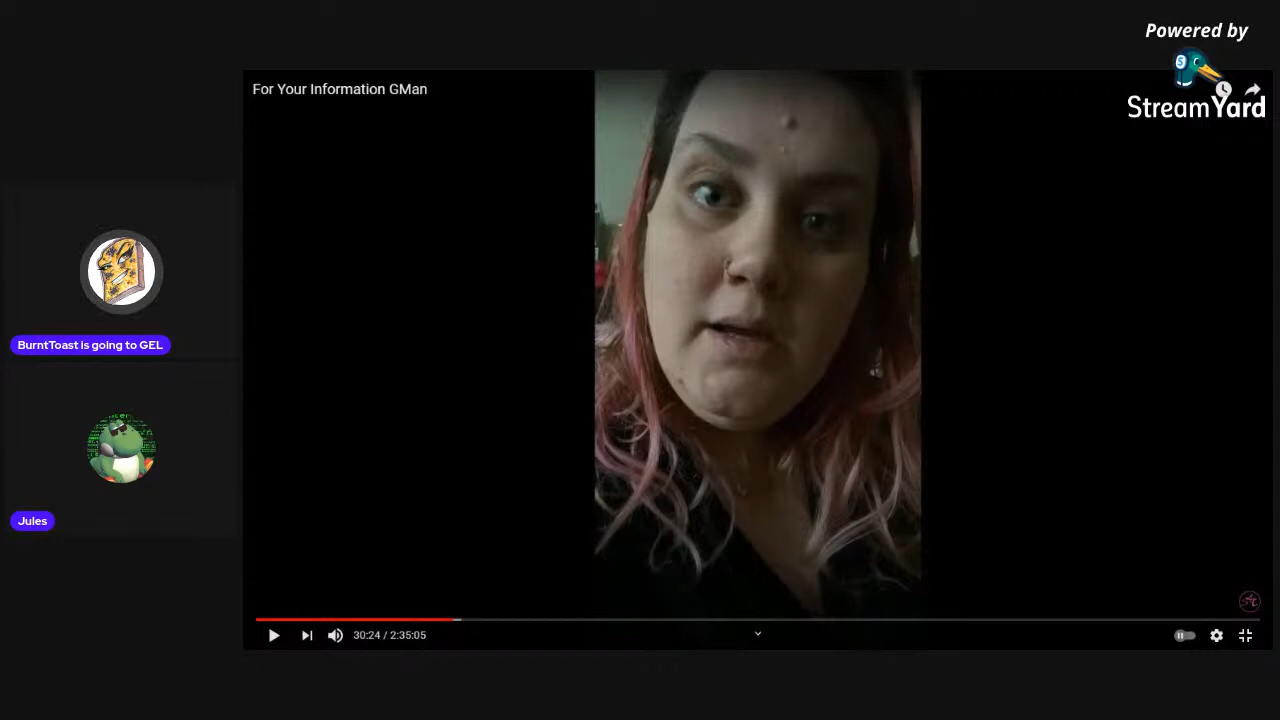 Powered by
StreamYard
For Your Information GMan
BurntToast is going to GEL
Jules
30:24 / 2:35:05